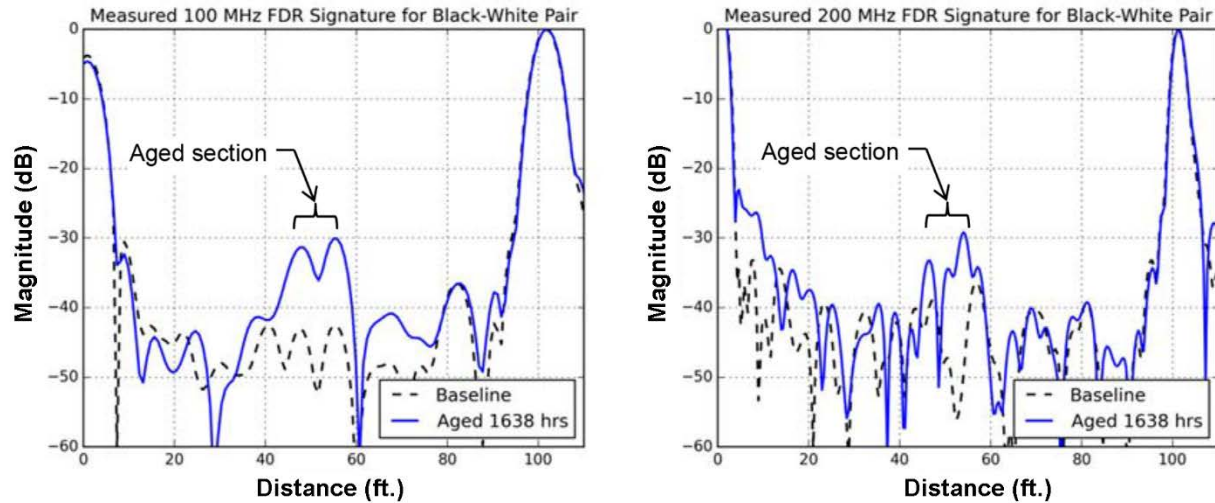 Measured 100 MHz FDR Signature for Black-White Pair
0
−10
−20
−30
−40
−50
−60
Magnitude (dB)
Aged section
Baseline
Aged 1638 hrs
0 20 40 60 80 100
Distance (ft.)
Measured 200 MHz FDR Signature for Black-White Pair
0
−10
−20
−30
−40
−50
−60
Magnitude (dB)
Aged section
Baseline
Aged 1638 hrs
0 20 40 60 80 100
Distance (ft.)